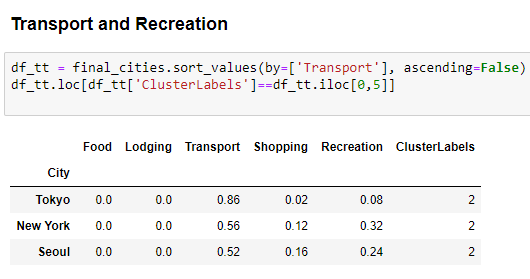 Transport and Recreation
df_tt = final_cities.sort_values(by=['Transport'], ascending=False)
df_tt.loc[df_tt['ClusterLabels']==df_tt.iloc[0,5]]
Food Lodging Transport Shopping Recreation ClusterLabels
City
Tokyo 0.0 0.0 0.86 0.02 0.08 2
New York 0.0 0.0 0.56 0.12 0.32 2
Seoul 0.0 0.0 0.52 0.16 0.24 2